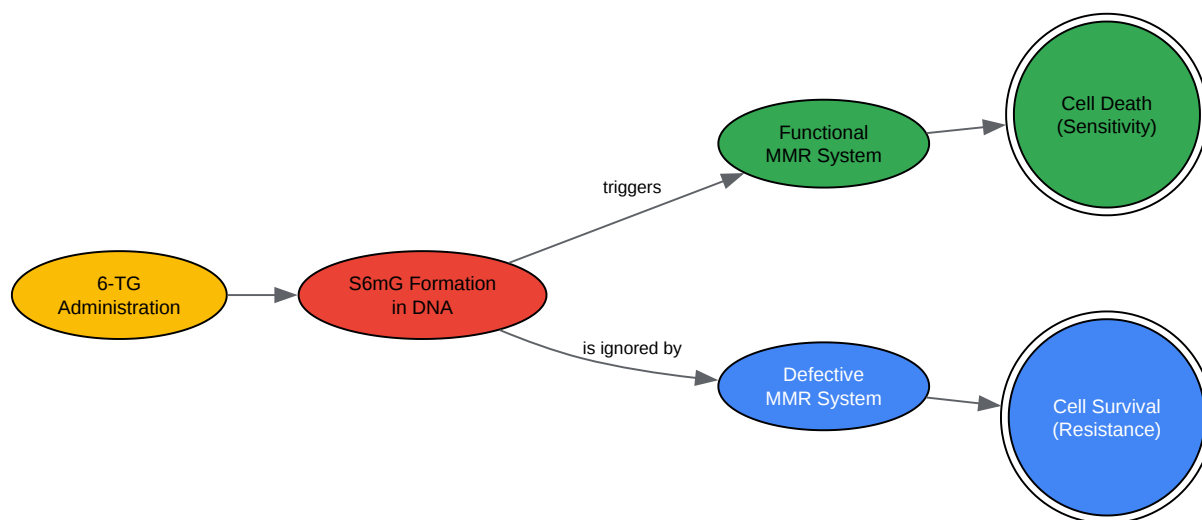 6-TG
Administration
S6mG Formation
in DNA
triggers
is ignored by
Functional
MMR System
Defective
MMR System
Cell Death
(Sensitivity)
Cell Survival
(Resistance)